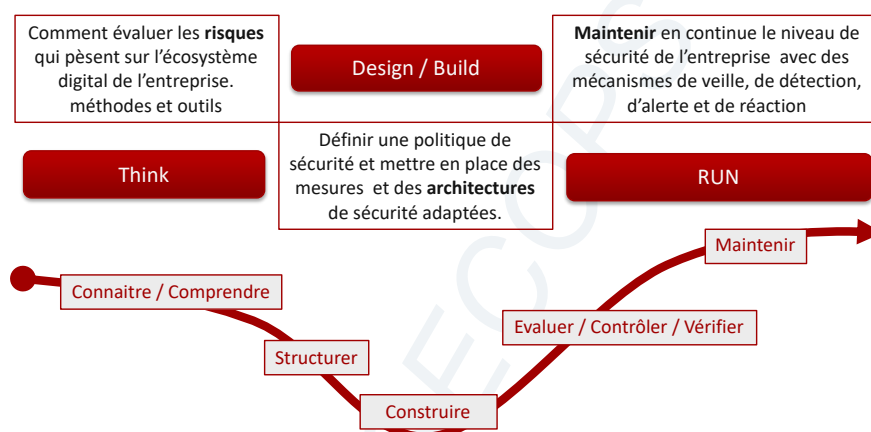 Comment évaluer les risques
qui pèsent sur l'écosystème
digital de l'entreprise.
méthodes et outils
Design / Build
Maintenir en continue le niveau de
sécurité de l'entreprise avec des
mécanismes de veille, de détection,
d'alerte et de réaction
Think
Définir une politique de
sécurité et mettre en place des
mesures et des architectures
de sécurité adaptées.
RUN
Maintenir
Connaitre / Comprendre
Evaluer / Contrôler / Vérifier
Structurer
Construire